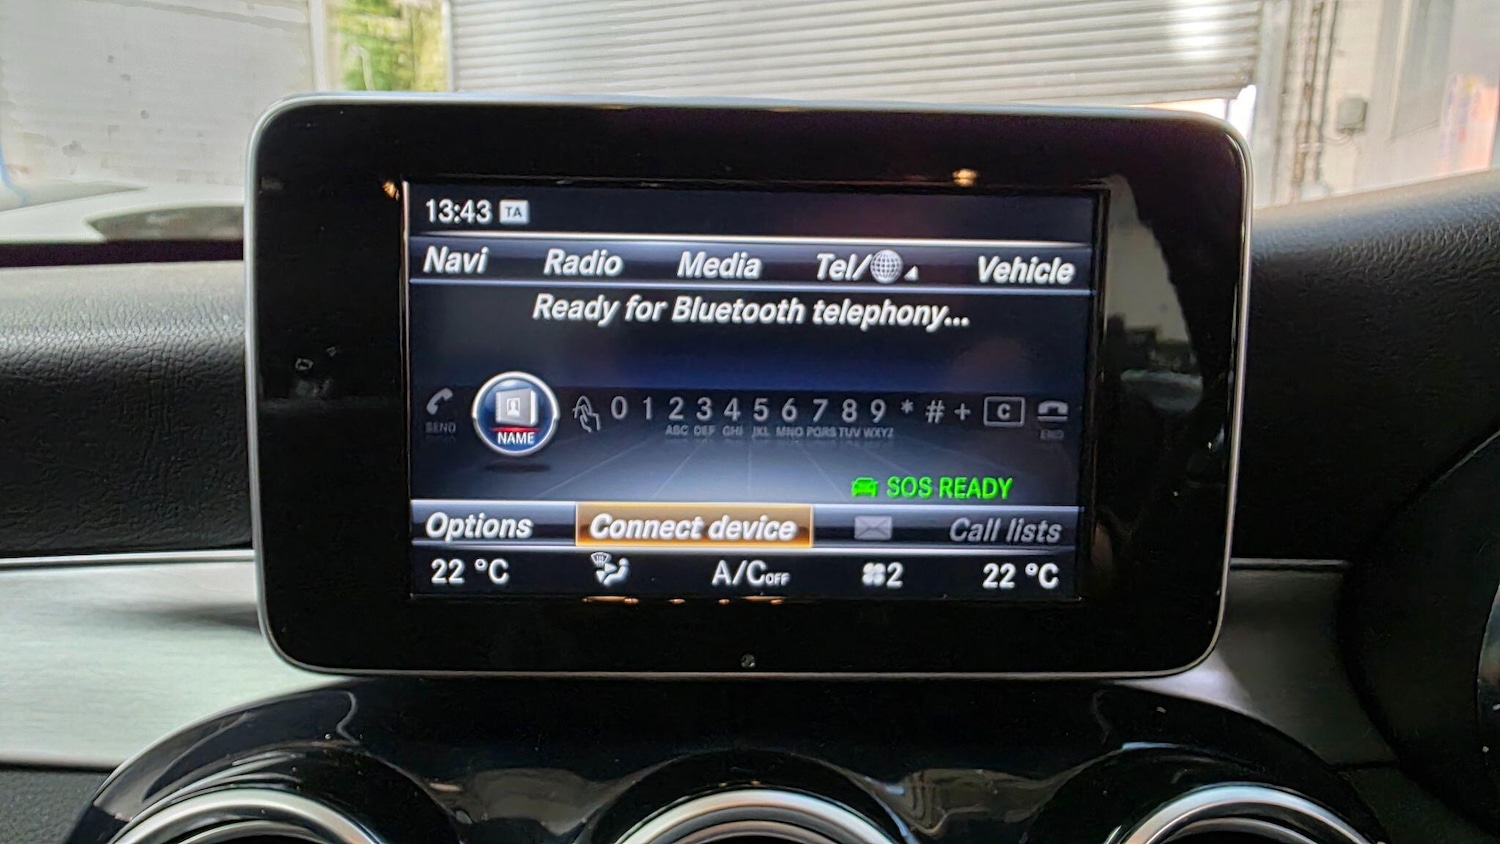 13:43 TA
Navi Radio Media Tel/ Vehicle
Ready for Bluetooth telephony...
SEND NAME 0 1 2 3 4 5 6 7 8 9 * # + C END
ABC DEF GHI JKL MNO PQRS TUV WXYZ
SOS READY
Options Connect device Call lists
22 °C A/C OFF 2 22 °C